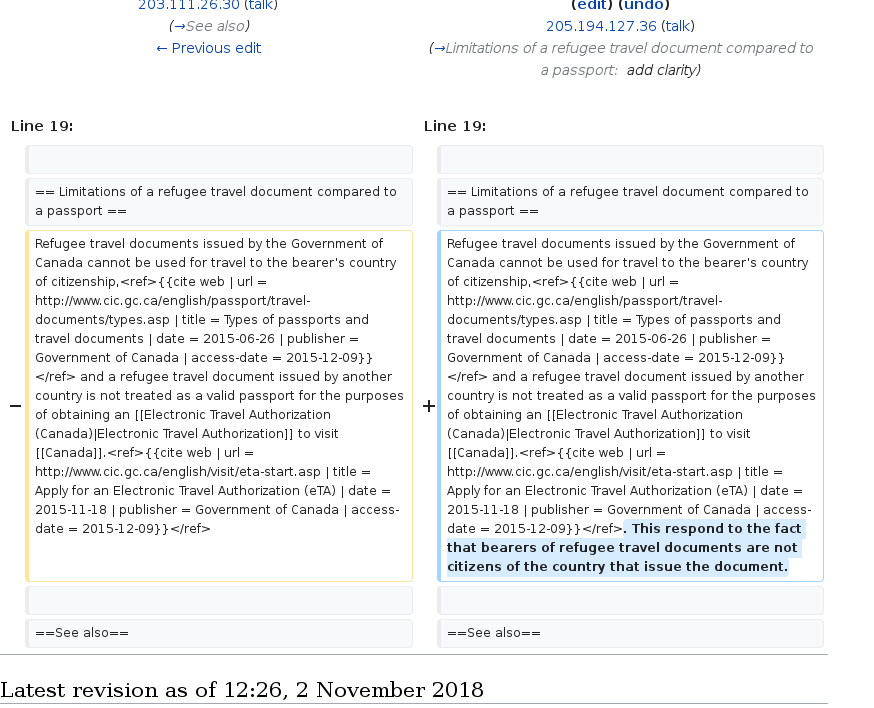 203.111.26.30 (talk)
(→See also)
← Previous edit
(edit) (undo)
205.194.127.36 (talk)
(→Limitations of a refugee travel document compared to
a passport: add clarity)
Line 19:
Line 19:
== Limitations of a refugee travel document compared to
a passport ==
== Limitations of a refugee travel document compared to
a passport ==
−
Refugee travel documents issued by the Government of
Canada cannot be used for travel to the bearer's country
of citizenship,<ref>{{cite web | url =
http://www.cic.gc.ca/english/passport/travel-
documents/types.asp | title = Types of passports and
travel documents | date = 2015-06-26 | publisher =
Government of Canada | access-date = 2015-12-09}}
</ref> and a refugee travel document issued by another
country is not treated as a valid passport for the purposes
of obtaining an [[Electronic Travel Authorization
(Canada)|Electronic Travel Authorization]] to visit
[[Canada]].<ref>{{cite web | url =
http://www.cic.gc.ca/english/visit/eta-start.asp | title =
Apply for an Electronic Travel Authorization (eTA) | date =
2015-11-18 | publisher = Government of Canada | access-
date = 2015-12-09}}</ref>
+
Refugee travel documents issued by the Government of
Canada cannot be used for travel to the bearer's country
of citizenship,<ref>{{cite web | url =
http://www.cic.gc.ca/english/passport/travel-
documents/types.asp | title = Types of passports and
travel documents | date = 2015-06-26 | publisher =
Government of Canada | access-date = 2015-12-09}}
</ref> and a refugee travel document issued by another
country is not treated as a valid passport for the purposes
of obtaining an [[Electronic Travel Authorization
(Canada)|Electronic Travel Authorization]] to visit
[[Canada]].<ref>{{cite web | url =
http://www.cic.gc.ca/english/visit/eta-start.asp | title =
Apply for an Electronic Travel Authorization (eTA) | date =
2015-11-18 | publisher = Government of Canada | access-
date = 2015-12-09}}</ref>. This respond to the fact
that bearers of refugee travel documents are not
citizens of the country that issue the document.
==See also==
==See also==
Latest revision as of 12:26, 2 November 2018